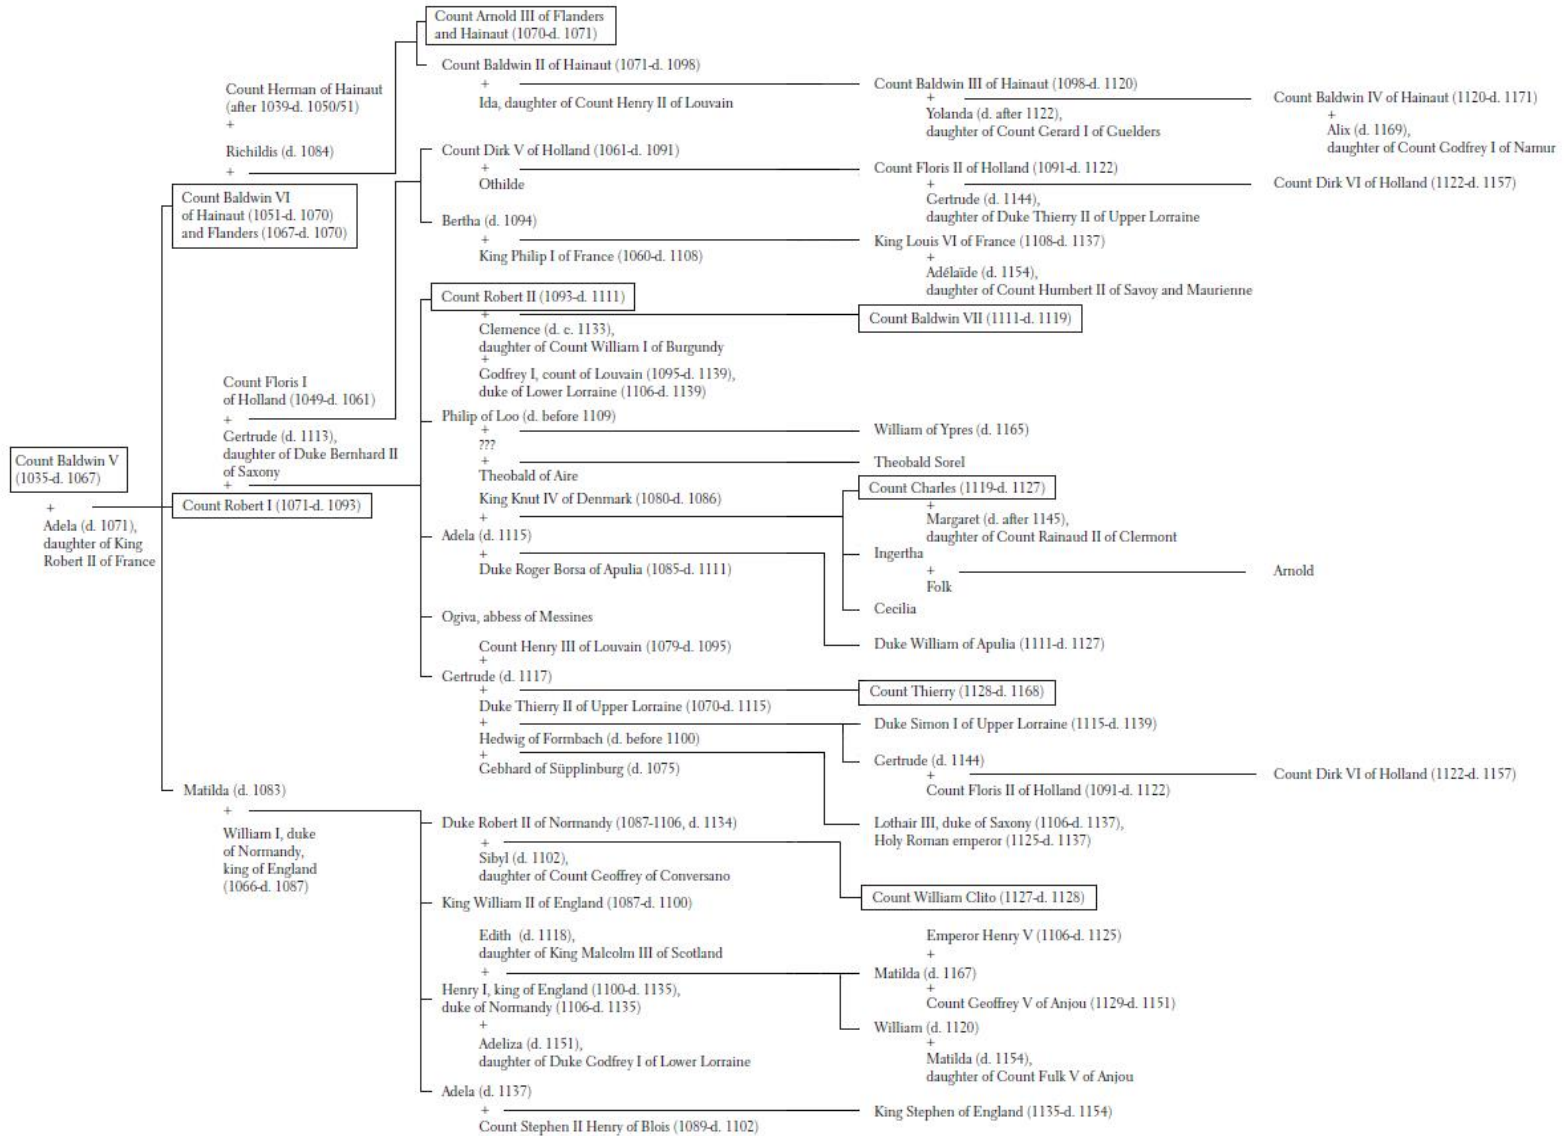 Count Baldwin V
(1035-d. 1067)
+
Adela (d. 1071),
daughter of King
Robert II of France
Count Herman of Hainaut
(after 1039-d. 1050/51)
+
Richildis (d. 1084)
+
Count Baldwin VI
of Hainaut (1051-d. 1070)
and Flanders (1067-d. 1070)
Count Floris I
of Holland (1049-d. 1061)
+
Gertrude (d. 1113),
daughter of Duke Bernhard II
of Saxony
+
Count Robert I (1071-d. 1093)
Matilda (d. 1083)
+
William I, duke
of Normandy,
king of England
(1066-d. 1087)
Count Arnold III of Flanders
and Hainaut (1070-d. 1071)
Count Baldwin II of Hainaut (1071-d. 1098)
+
Ida, daughter of Count Henry II of Louvain
Count Dirk V of Holland (1061-d. 1091)
+
Othilde
Bertha (d. 1094)
+
King Philip I of France (1060-d. 1108)
Count Robert II (1093-d. 1111)
+
Clemence (d. c. 1133),
daughter of Count William I of Burgundy
+
Godfrey I, count of Louvain (1095-d. 1139),
duke of Lower Lorraine (1106-d. 1139)
Philip of Loo (d. before 1109)
+
???
+
Theobald of Aire
King Knut IV of Denmark (1080-d. 1086)
+
Adela (d. 1115)
+
Duke Roger Borsa of Apulia (1085-d. 1111)
Ogiva, abbess of Messines
Count Henry III of Louvain (1079-d. 1095)
+
Gertrude (d. 1117)
+
Duke Thierry II of Upper Lorraine (1070-d. 1115)
+
Hedwig of Formbach (d. before 1100)
+
Gebhard of Süpplinburg (d. 1075)
Duke Robert II of Normandy (1087-1106, d. 1134)
+
Sibyl (d. 1102),
daughter of Count Geoffrey of Conversano
King William II of England (1087-d. 1100)
Edith (d. 1118),
daughter of King Malcolm III of Scotland
+
Henry I, king of England (1100-d. 1135),
duke of Normandy (1106-d. 1135)
+
Adeliza (d. 1151),
daughter of Duke Godfrey I of Lower Lorraine
Adela (d. 1137)
+
Count Stephen II Henry of Blois (1089-d. 1102)
Count Baldwin III of Hainaut (1098-d. 1120)
+
Yolanda (d. after 1122),
daughter of Count Gerard I of Guelders
Count Floris II of Holland (1091-d. 1122)
+
Gertrude (d. 1144),
daughter of Duke Thierry II of Upper Lorraine
King Louis VI of France (1108-d. 1137)
+
Adélaïde (d. 1154),
daughter of Count Humbert II of Savoy and Maurienne
Count Baldwin VII (1111-d. 1119)
William of Ypres (d. 1165)
Theobald Sorel
Count Charles (1119-d. 1127)
+
Margaret (d. after 1145),
daughter of Count Rainaud II of Clermont
Ingertha
+
Folk
Cecilia
Duke William of Apulia (1111-d. 1127)
Count Thierry (1128-d. 1168)
Duke Simon I of Upper Lorraine (1115-d. 1139)
Gertrude (d. 1144)
+
Count Floris II of Holland (1091-d. 1122)
Lothair III, duke of Saxony (1106-d. 1137),
Holy Roman emperor (1125-d. 1137)
Count William Clito (1127-d. 1128)
Emperor Henry V (1106-d. 1125)
+
Matilda (d. 1167)
+
Count Geoffrey V of Anjou (1129-d. 1151)
William (d. 1120)
+
Matilda (d. 1154),
daughter of Count Fulk V of Anjou
King Stephen of England (1135-d. 1154)
Count Baldwin IV of Hainaut (1120-d. 1171)
+
Alix (d. 1169),
daughter of Count Godfrey I of Namur
Count Dirk VI of Holland (1122-d. 1157)
Arnold
Count Dirk VI of Holland (1122-d. 1157)